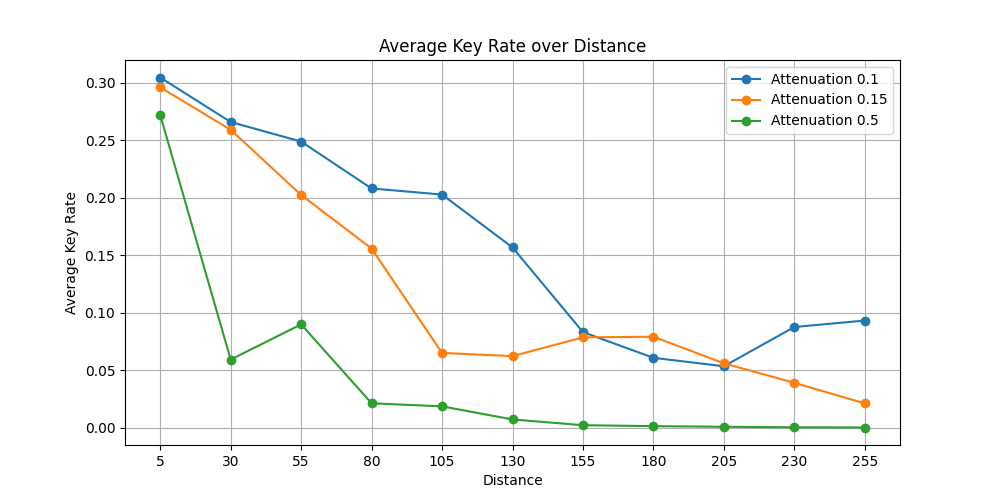 Average Key Rate over Distance
Attenuation 0.1
Attenuation 0.15
Attenuation 0.5
Average Key Rate
0.30
0.25
0.20
0.15
0.10
0.05
0.00
5 30 55 80 105 130 155 180 205 230 255
Distance